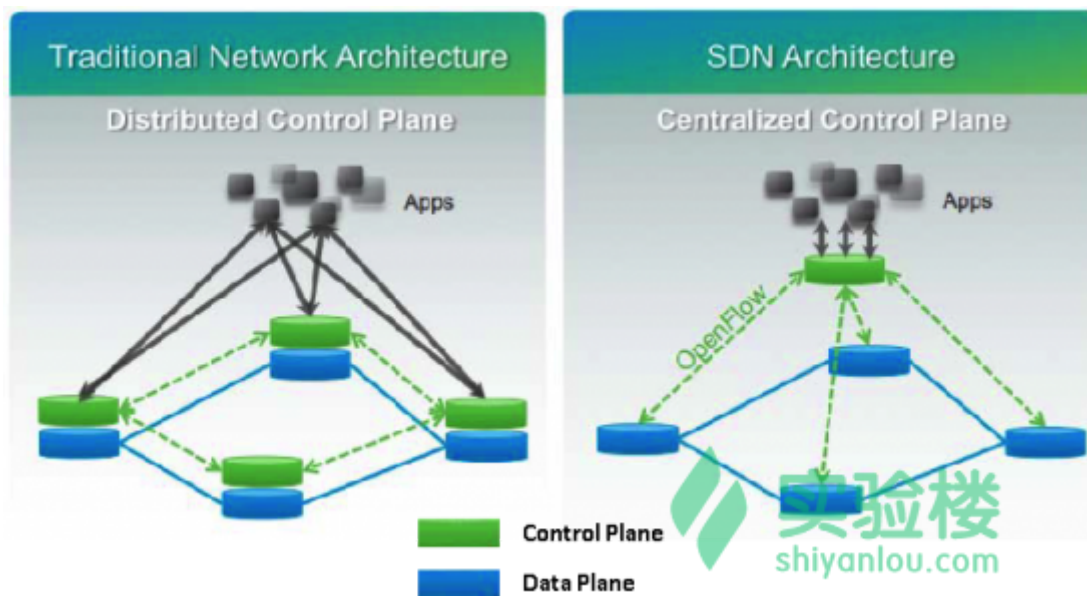 Traditional Network Architecture
Distributed Control Plane
Apps
SDN Architecture
Centralized Control Plane
Apps
OpenFlow
Control Plane
Data Plane
实验楼
shiyanlou.com